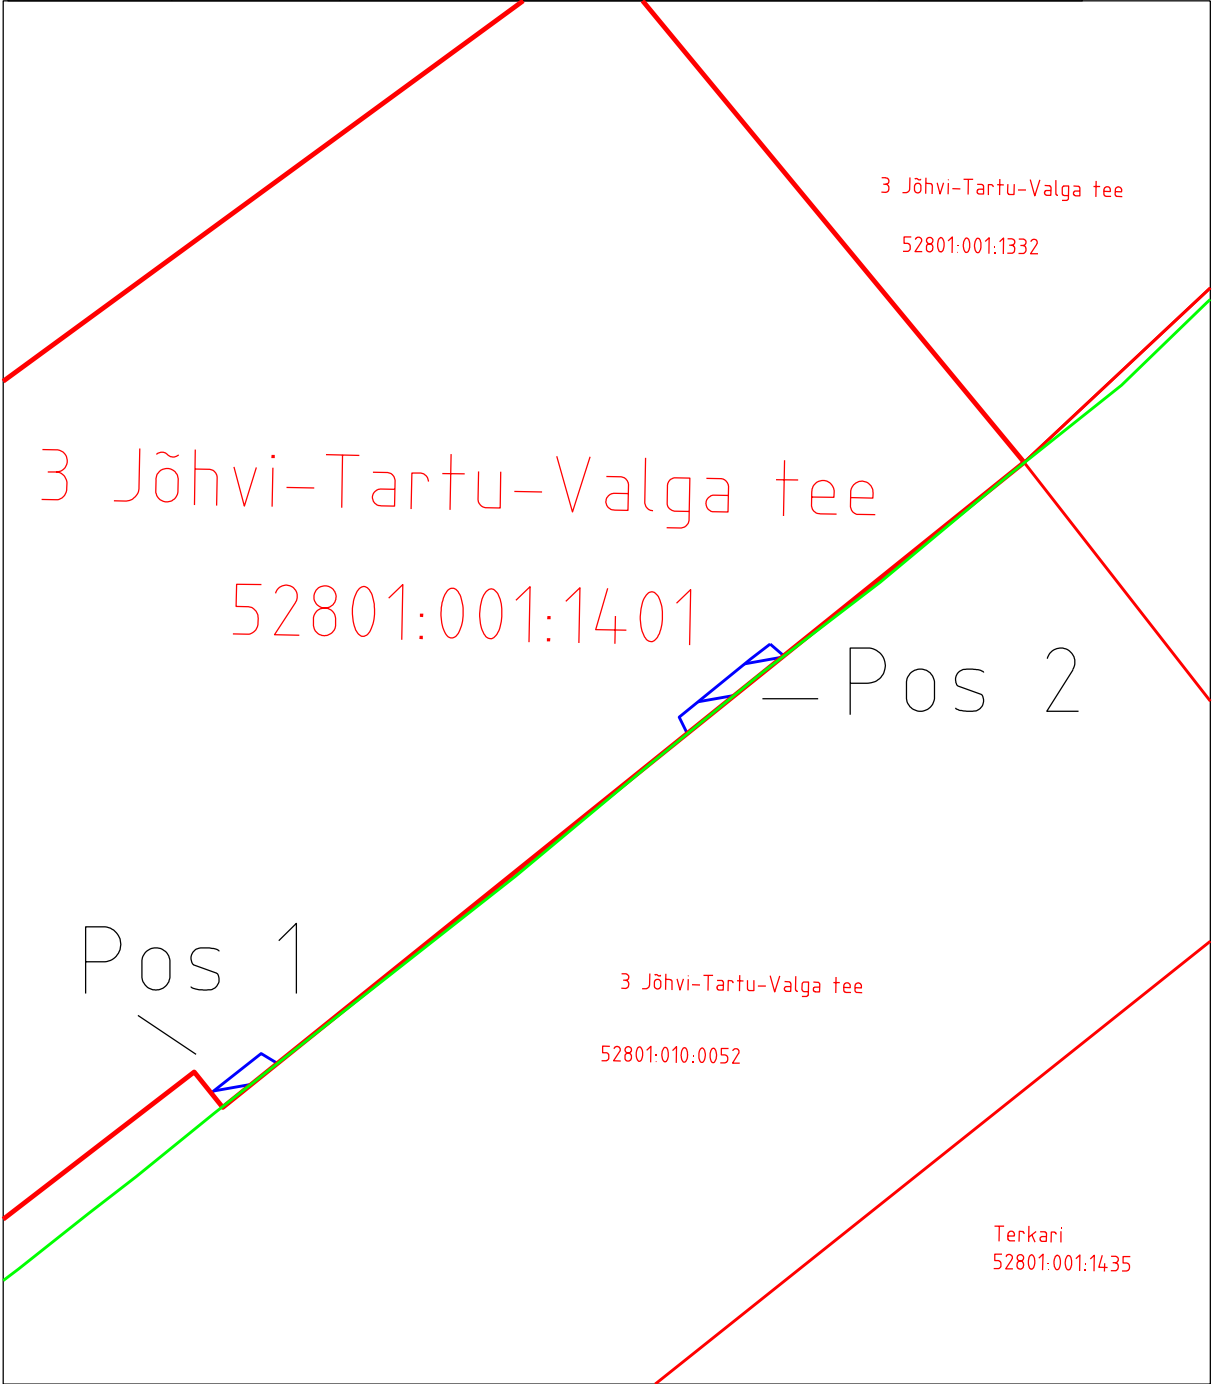 3 Jõhvi-Tartu-Valga tee
52801:001:1332
3 Jõhvi-Tartu-Valga tee
52801:001:1401
Pos 2
Pos 1
3 Jõhvi-Tartu-Valga tee
52801:010:0052
Terkari
52801:001:1435